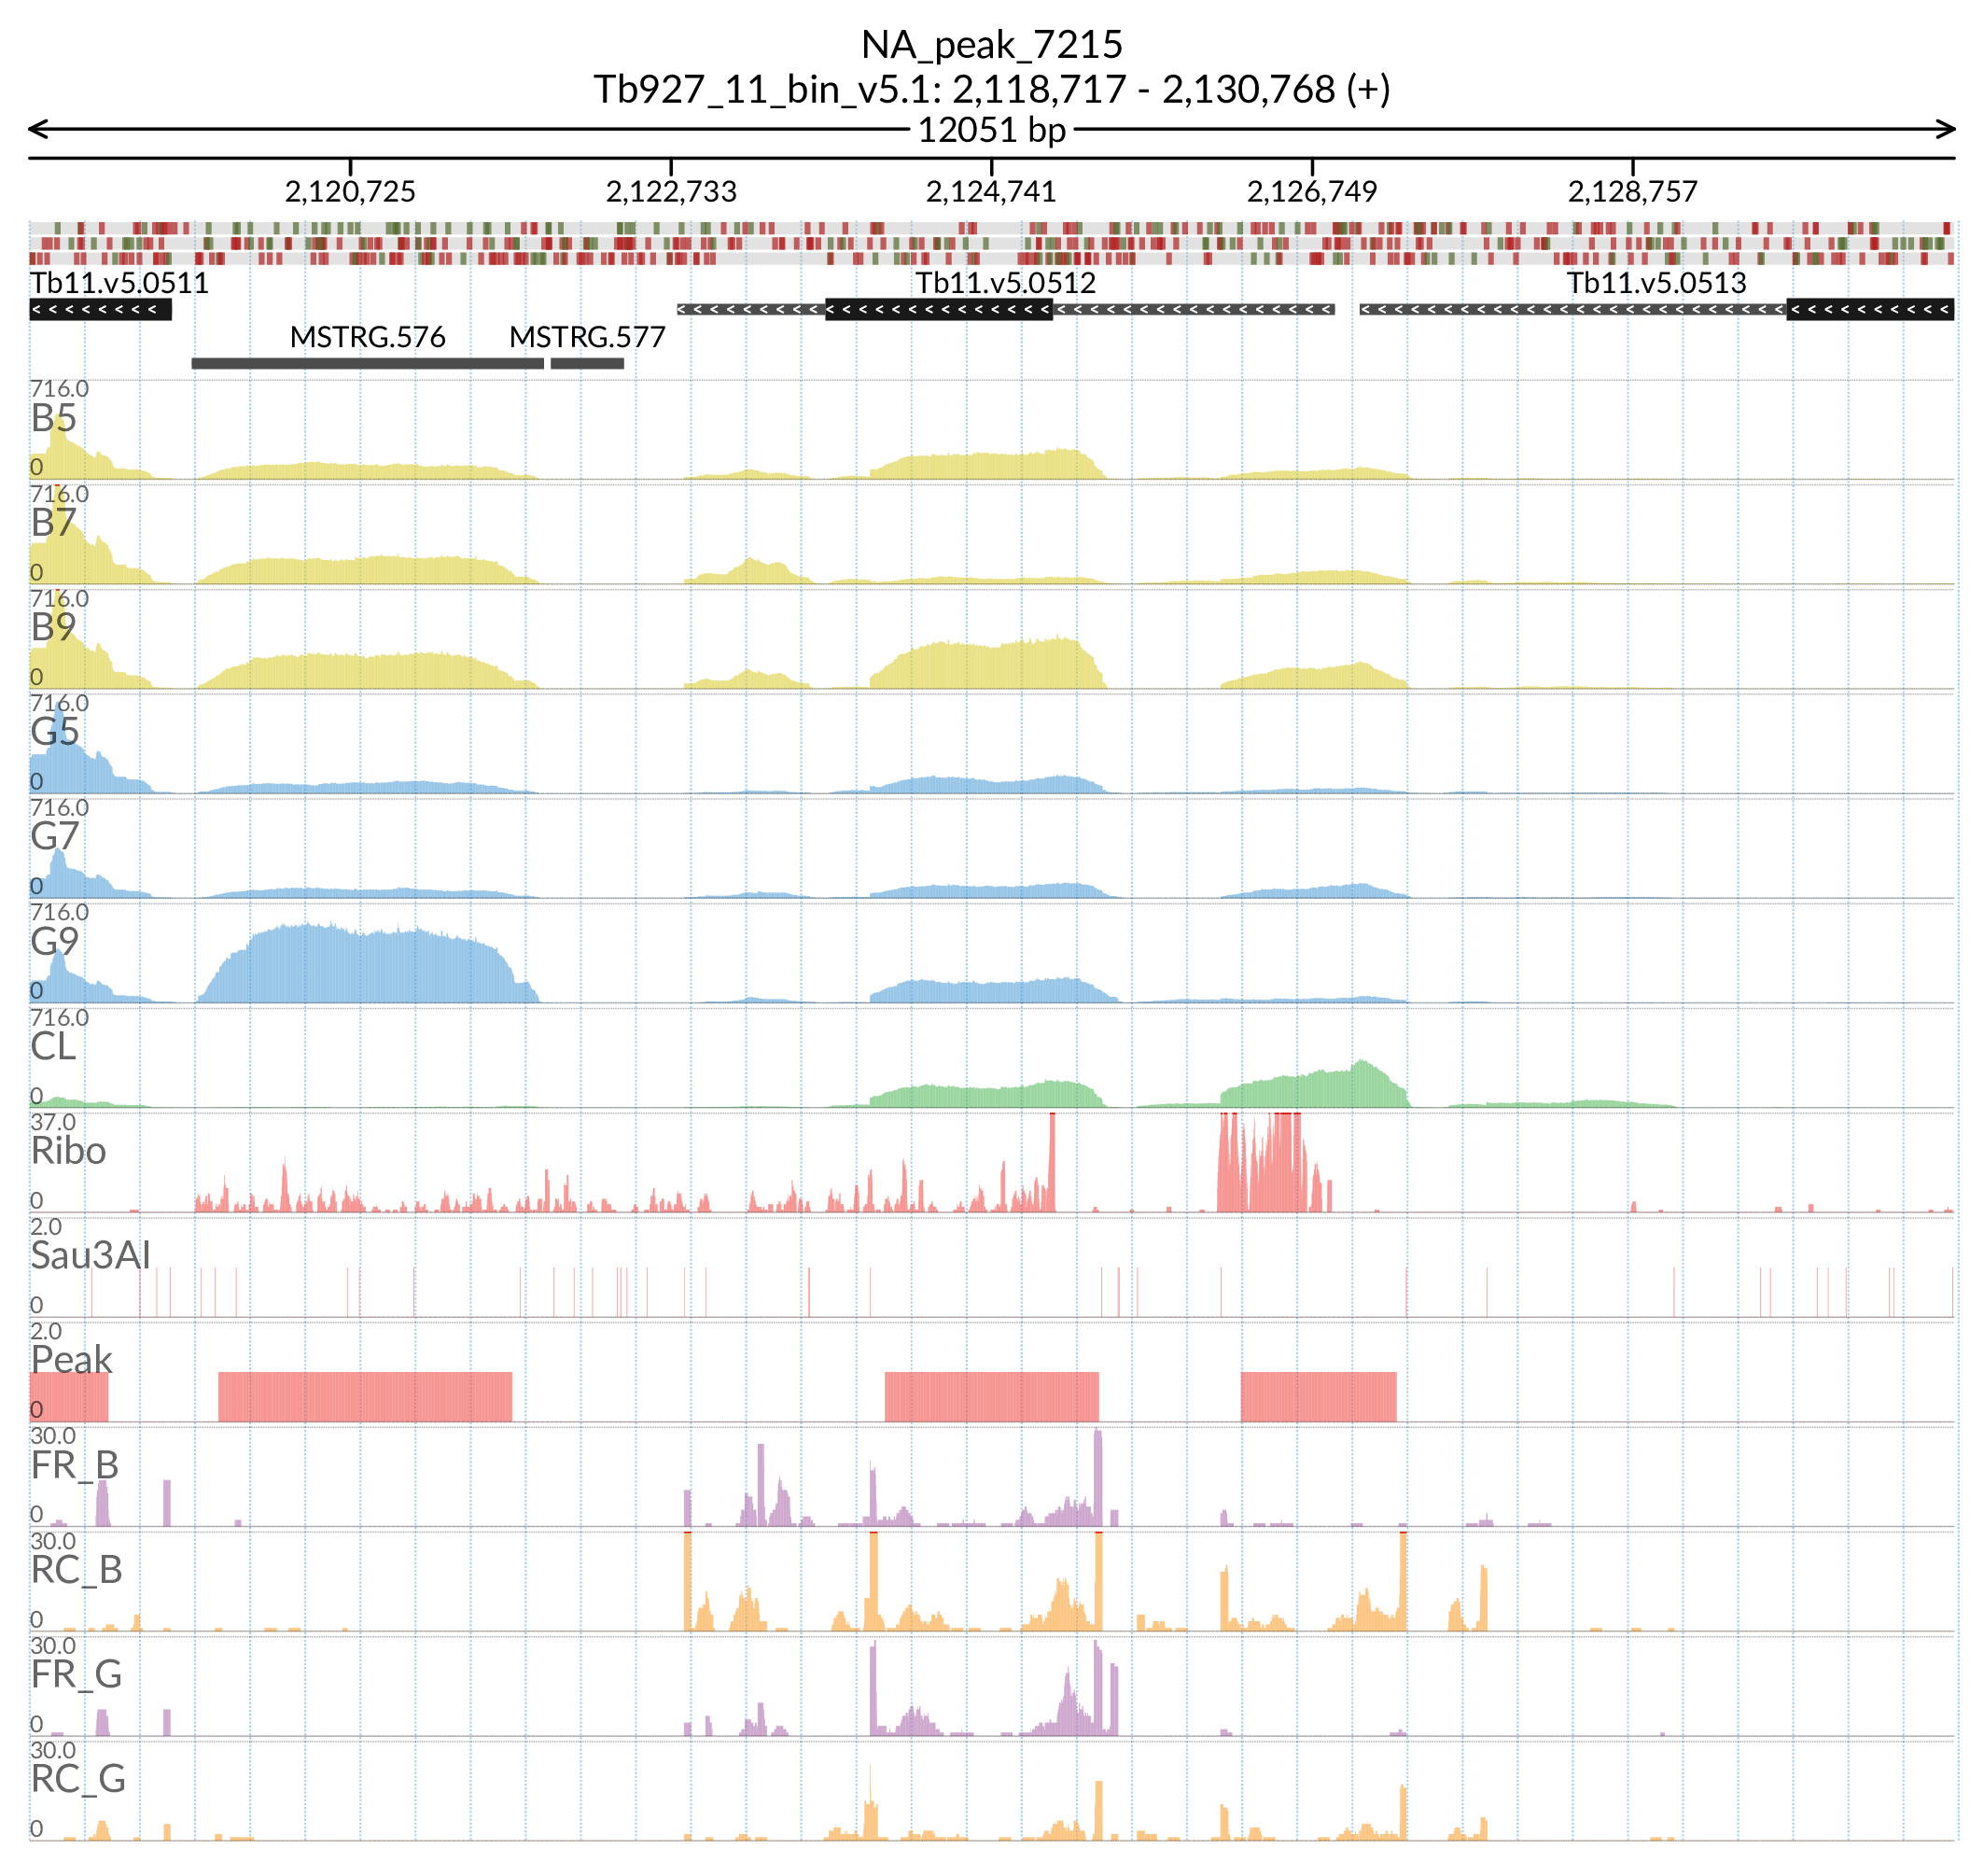 NA_peak_7215
Tb927_11_bin_v5.1: 2,118,717 - 2,130,768 (+)
12051 bp
2,120,725 2,122,733 2,124,741 2,126,749 2,128,757
Tb11.v5.0511 Tb11.v5.0512 Tb11.v5.0513
MSTRG.576 MSTRG.577
716.0
B5
0
716.0
B7
0
716.0
B9
0
716.0
G5
0
716.0
G7
0
716.0
G9
0
716.0
CL
0
37.0
Ribo
0
2.0
Sau3AI
0
2.0
Peak
0
30.0
FR_B
0
30.0
RC_B
0
30.0
FR_G
0
30.0
RC_G
0